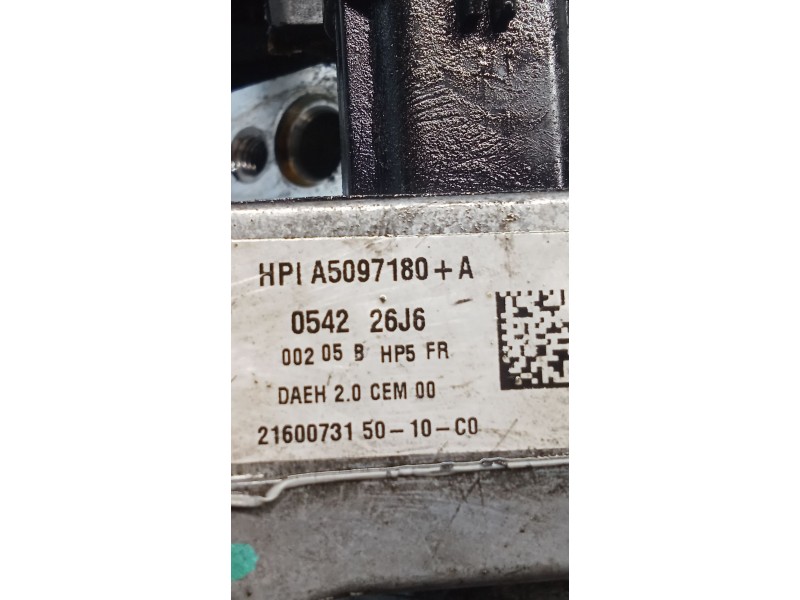 HPI A5097180+A
0542 26J6
002 05 B HP5 FR
DAEH 2.0 CEM 00
21600731 50-10-C0